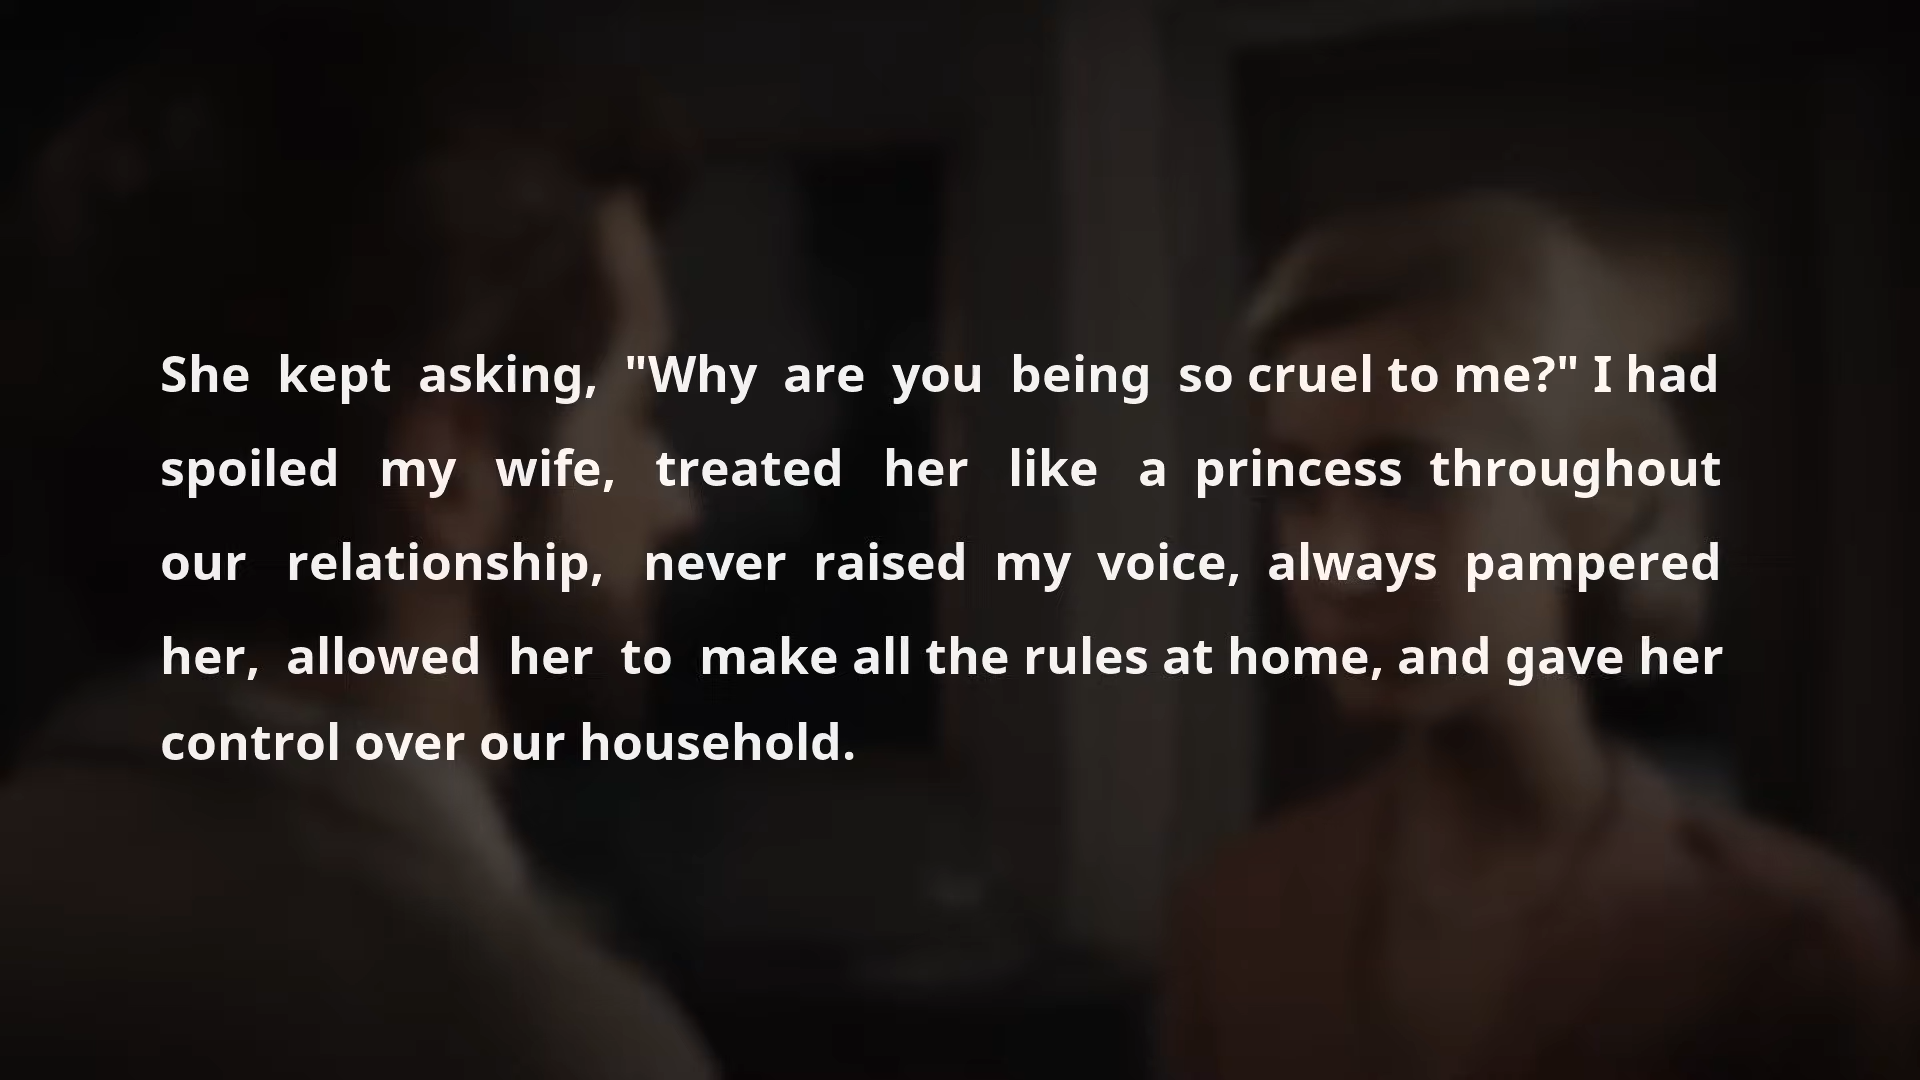 She kept asking, "Why are you being so cruel to me?" I had
spoiled my wife, treated her like a princess throughout
our relationship, never raised my voice, always pampered
her, allowed her to make all the rules at home, and gave her
control over our household.